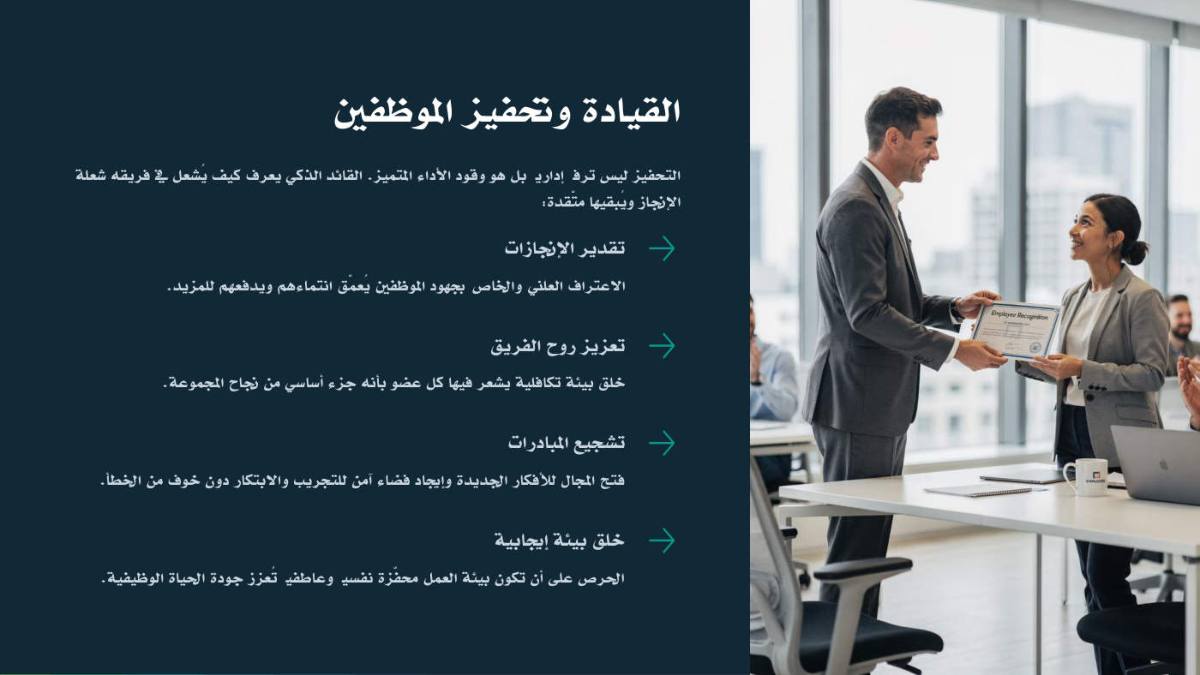 القيادة وتحفيز الموظفين
التحفيز ليس ترف إداري بل هو وقود الأداء المتميز. القائد الذكي يعرف كيف يُشعل في فريقه شعلة
الإنجاز ويُبقيها متّقدة:
تقدير الإنجازات
الاعتراف العلني والخاص بجهود الموظفين يُعمّق انتماءهم ويدفعهم للمزيد.
تعزيز روح الفريق
خلق بيئة تكافلية يشعر فيها كل عضو بأنه جزء أساسي من نجاح المجموعة.
تشجيع المبادرات
فتح المجال للأفكار الجديدة وإيجاد فضاء آمن للتجريب والابتكار دون خوف من الخطأ.
خلق بيئة إيجابية
الحرص على أن تكون بيئة العمل محفّزة نفسي وعاطفي تُعزز جودة الحياة الوظيفية.
Employee Recognition